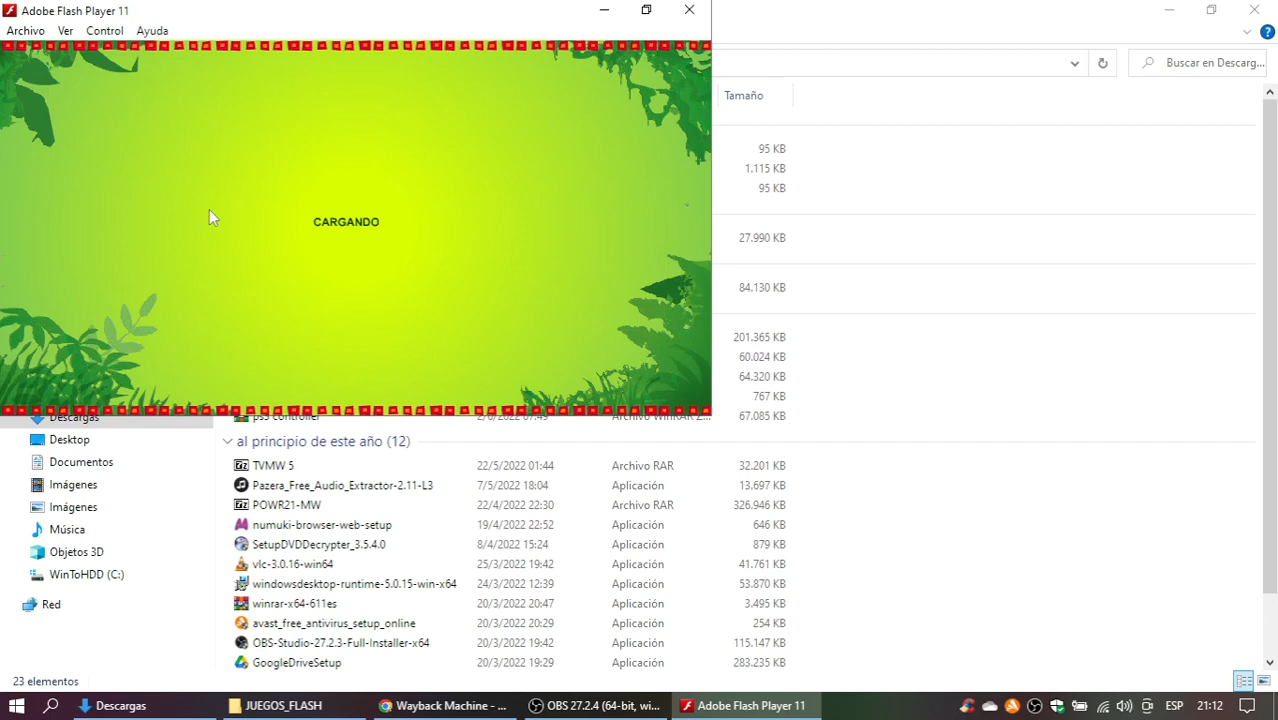 Adobe Flash Player 11
Archivo Ver Control Ayuda
CARGANDO
Buscar en Descarg...
Tamaño
95 KB
1.115 KB
95 KB
27.990 KB
84.130 KB
201.365 KB
60.024 KB
64.320 KB
767 KB
Descargas ps3 controller 2/6/2022 07:49 Archivo WinRAR Z... 67.085 KB
Desktop
Documentos
Imágenes
Imágenes
Música
Objetos 3D
WinToHDD (C:)
Red
al principio de este año (12)
TVMW 5 22/5/2022 01:44 Archivo RAR 32.201 KB
Pazera_Free_Audio_Extractor-2.11-L3 7/5/2022 18:04 Aplicación 13.697 KB
POWR21-MW 22/4/2022 22:30 Archivo RAR 326.946 KB
numuki-browser-web-setup 19/4/2022 22:52 Aplicación 646 KB
SetupDVDDecrypter_3.5.4.0 8/4/2022 15:24 Aplicación 879 KB
vlc-3.0.16-win64 25/3/2022 19:42 Aplicación 41.761 KB
windowsdesktop-runtime-5.0.15-win-x64 24/3/2022 12:39 Aplicación 53.870 KB
winrar-x64-611es 20/3/2022 20:47 Aplicación 3.495 KB
avast_free_antivirus_setup_online 20/3/2022 20:29 Aplicación 254 KB
OBS-Studio-27.2.3-Full-Installer-x64 20/3/2022 19:42 Aplicación 115.147 KB
GoogleDriveSetup 20/3/2022 19:29 Aplicación 283.235 KB
23 elementos
Descargas JUEGOS_FLASH Wayback Machine - ... OBS 27.2.4 (64-bit, wi... Adobe Flash Player 11 ESP 21:12